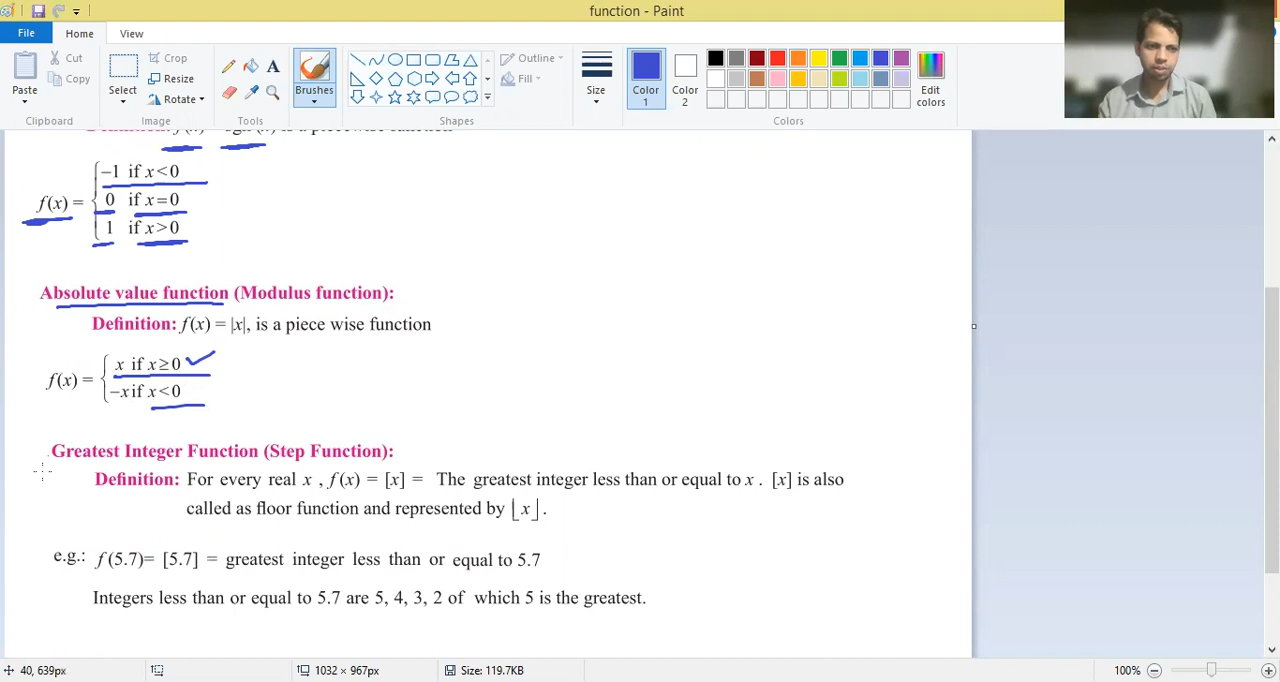 function - Paint
File Home View
Paste
Cut
Copy
Clipboard
Select
Crop
Resize
Rotate
Image
Tools
Brushes
Shapes
Outline
Fill
Size
Color 1
Color 2
Edit colors
Colors
is a piecewise function
f(x) = { −1 if x<0
0 if x=0
1 if x>0
Absolute value function (Modulus function):
Definition: f(x) = |x|, is a piece wise function
f(x) = { x if x≥0
−x if x<0
Greatest Integer Function (Step Function):
Definition: For every real x , f(x) = [x] = The greatest integer less than or equal to x . [x] is also
called as floor function and represented by ⌊x⌋ .
e.g.: f(5.7)= [5.7] = greatest integer less than or equal to 5.7
Integers less than or equal to 5.7 are 5, 4, 3, 2 of which 5 is the greatest.
40, 639px
1032 × 967px
Size: 119.7KB
100%